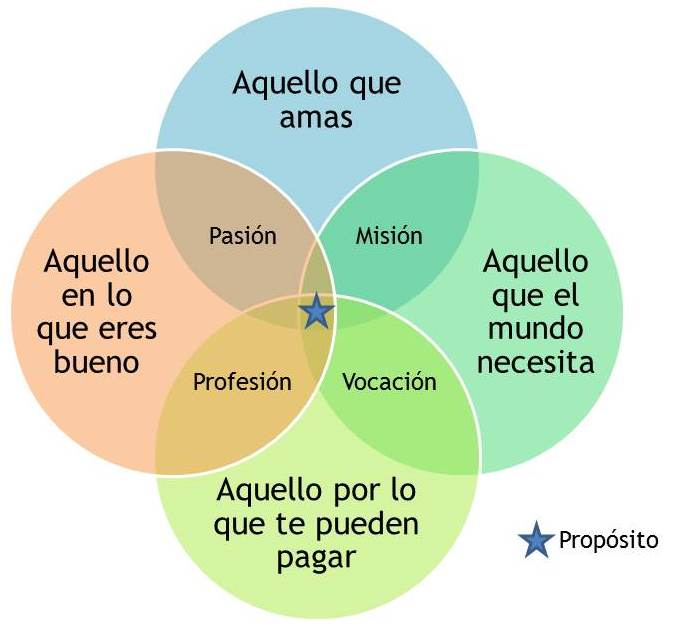 Aquello que
amas
Pasión
Misión
Aquello
en lo
que eres
bueno
Aquello
que el
mundo
necesita
Profesión
Vocación
Aquello por lo
que te pueden
pagar
Propósito